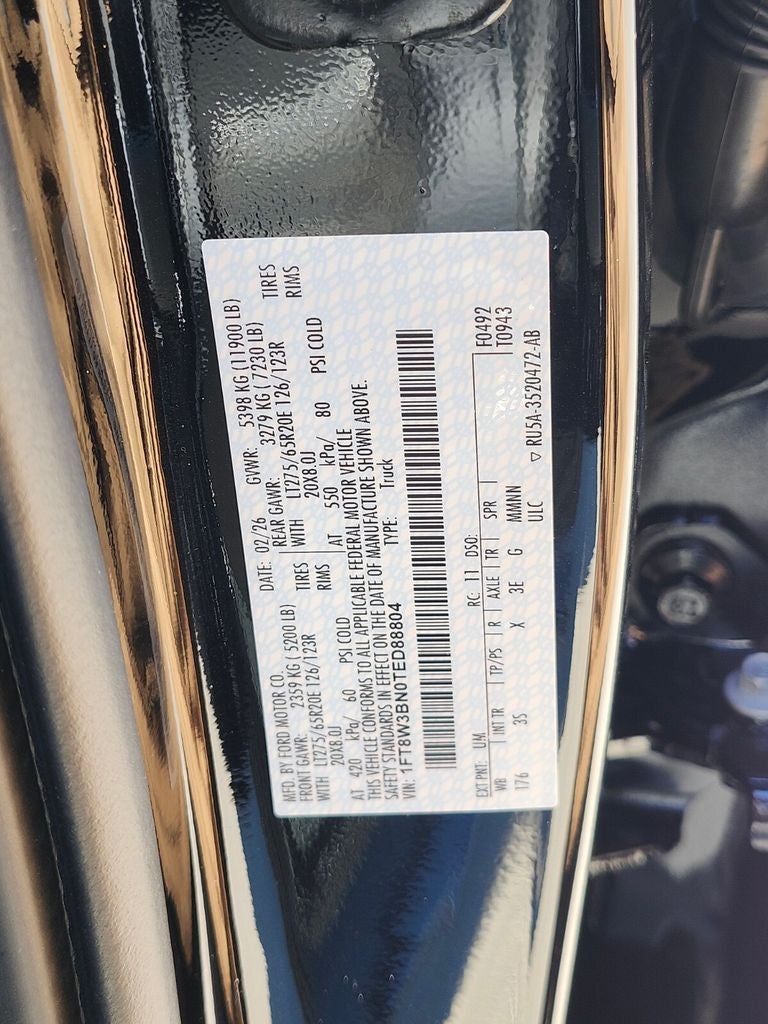 MFD. BY FORD MOTOR CO.
DATE: 02/26 GVWR: 5398 KG (11900 LB)
FRONT GAWR: 2359 KG (5200 LB) REAR GAWR: 3279 KG (7230 LB)
WITH LT275/65R20E 126/123R TIRES WITH LT275/65R20E 126/123R TIRES
20X8.0J RIMS 20X8.0J RIMS
AT 420 kPa/ 60 PSI COLD AT 550 kPa/ 80 PSI COLD
THIS VEHICLE CONFORMS TO ALL APPLICABLE FEDERAL MOTOR VEHICLE
SAFETY STANDARDS IN EFFECT ON THE DATE OF MANUFACTURE SHOWN ABOVE.
VIN: 1FT8W3BN0TED88804 TYPE: Truck
F0492
EXT PNT: UM RC: 11 DSO: T0943
WB INT TR TP/PS R AXLE TR SPR
176 3S X 3E G MMNNN
ULC ▽ RU5A-3520472-AB